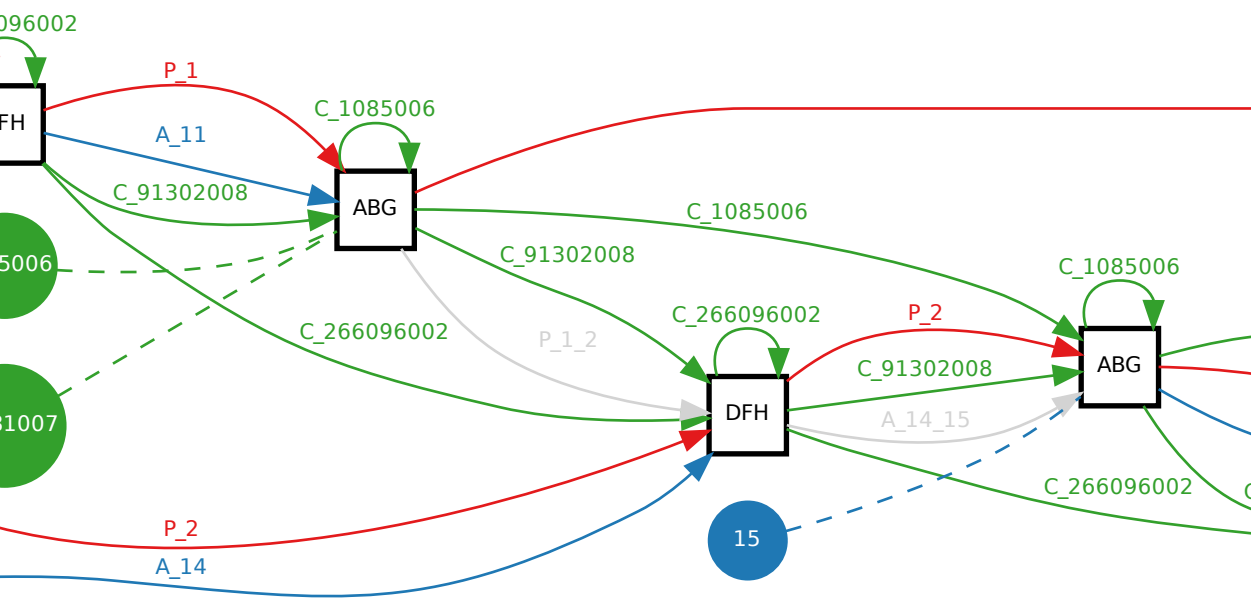 096002
P_1
C_1085006
FH
A_11
C_91302008
ABG
C_1085006
C_91302008
5006
C_1085006
C_266096002
P_2
C_266096002
P_1_2
ABG
C_91302008
DFH
A_14_15
31007
C_266096002
P_2
15
A_14